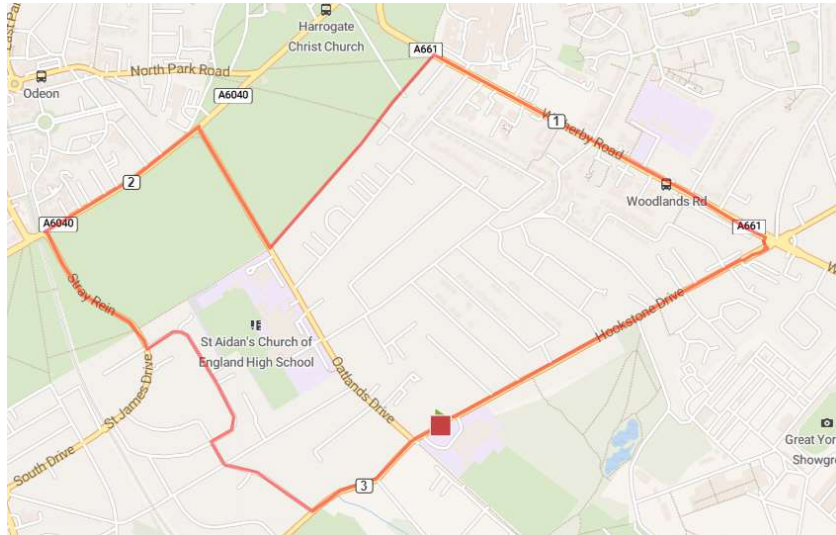 Harrogate
Christ Church
A661
East Par
North Park Road
Odeon
A6040
1
Wetherby Road
2
Woodlands Rd
A6040
A661
W
Stray Rein
Hookstone Drive
St Aidan's Church of
England High School
St James Drive
Oatlands Drive
Great Yor
Showgro
South Drive
3